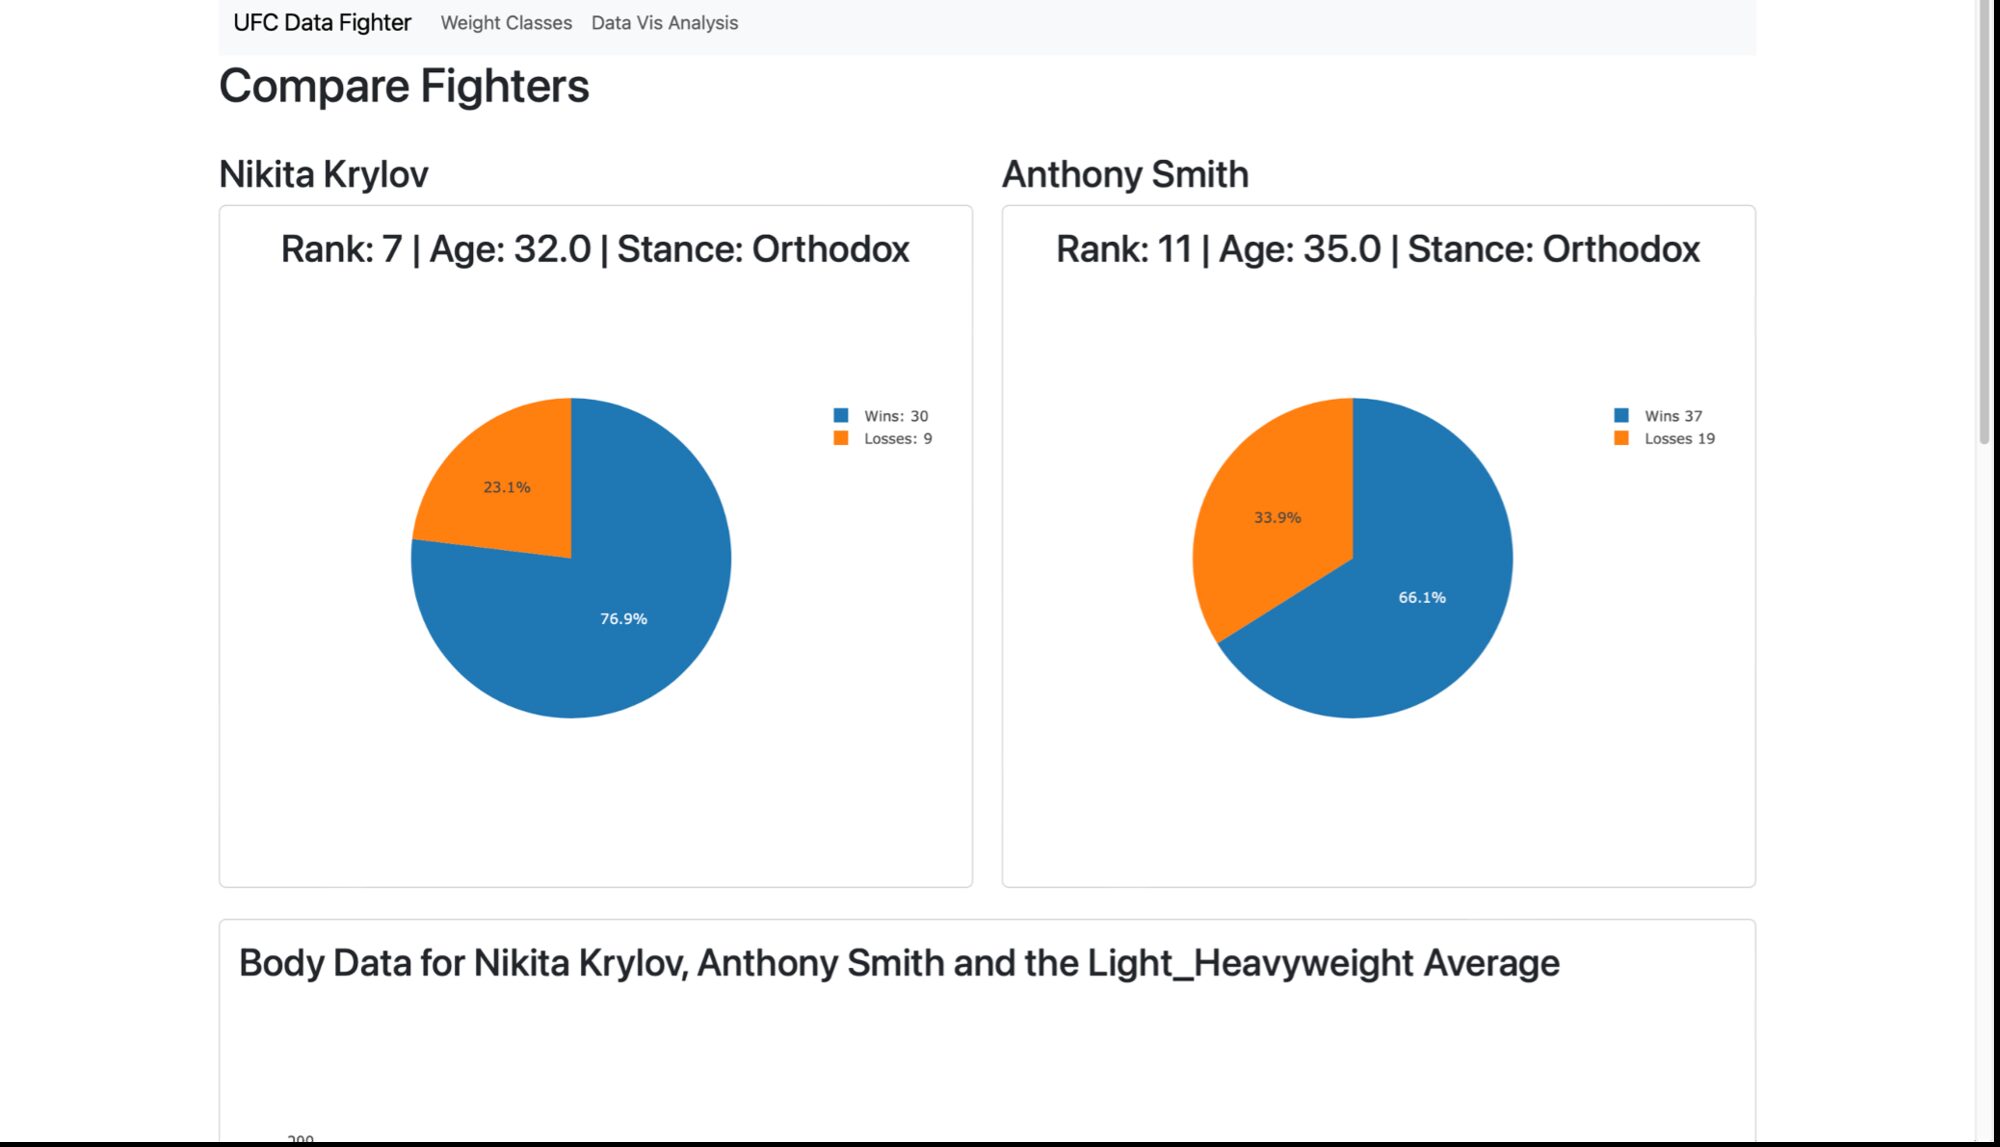 UFC Data Fighter Weight Classes Data Vis Analysis
Compare Fighters
Nikita Krylov
Rank: 7 | Age: 32.0 | Stance: Orthodox
Wins: 30
Losses: 9
23.1%
76.9%
Anthony Smith
Rank: 11 | Age: 35.0 | Stance: Orthodox
Wins 37
Losses 19
33.9%
66.1%
Body Data for Nikita Krylov, Anthony Smith and the Light_Heavyweight Average